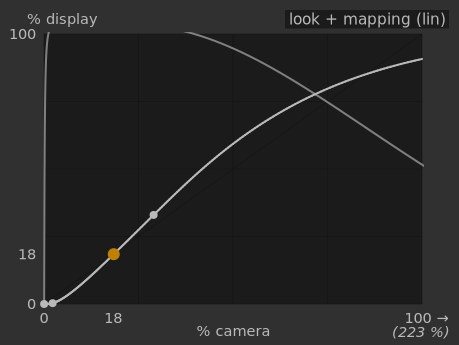 % display
look + mapping (lin)
100
18
0
0
18
100 →
% camera
(223 %)